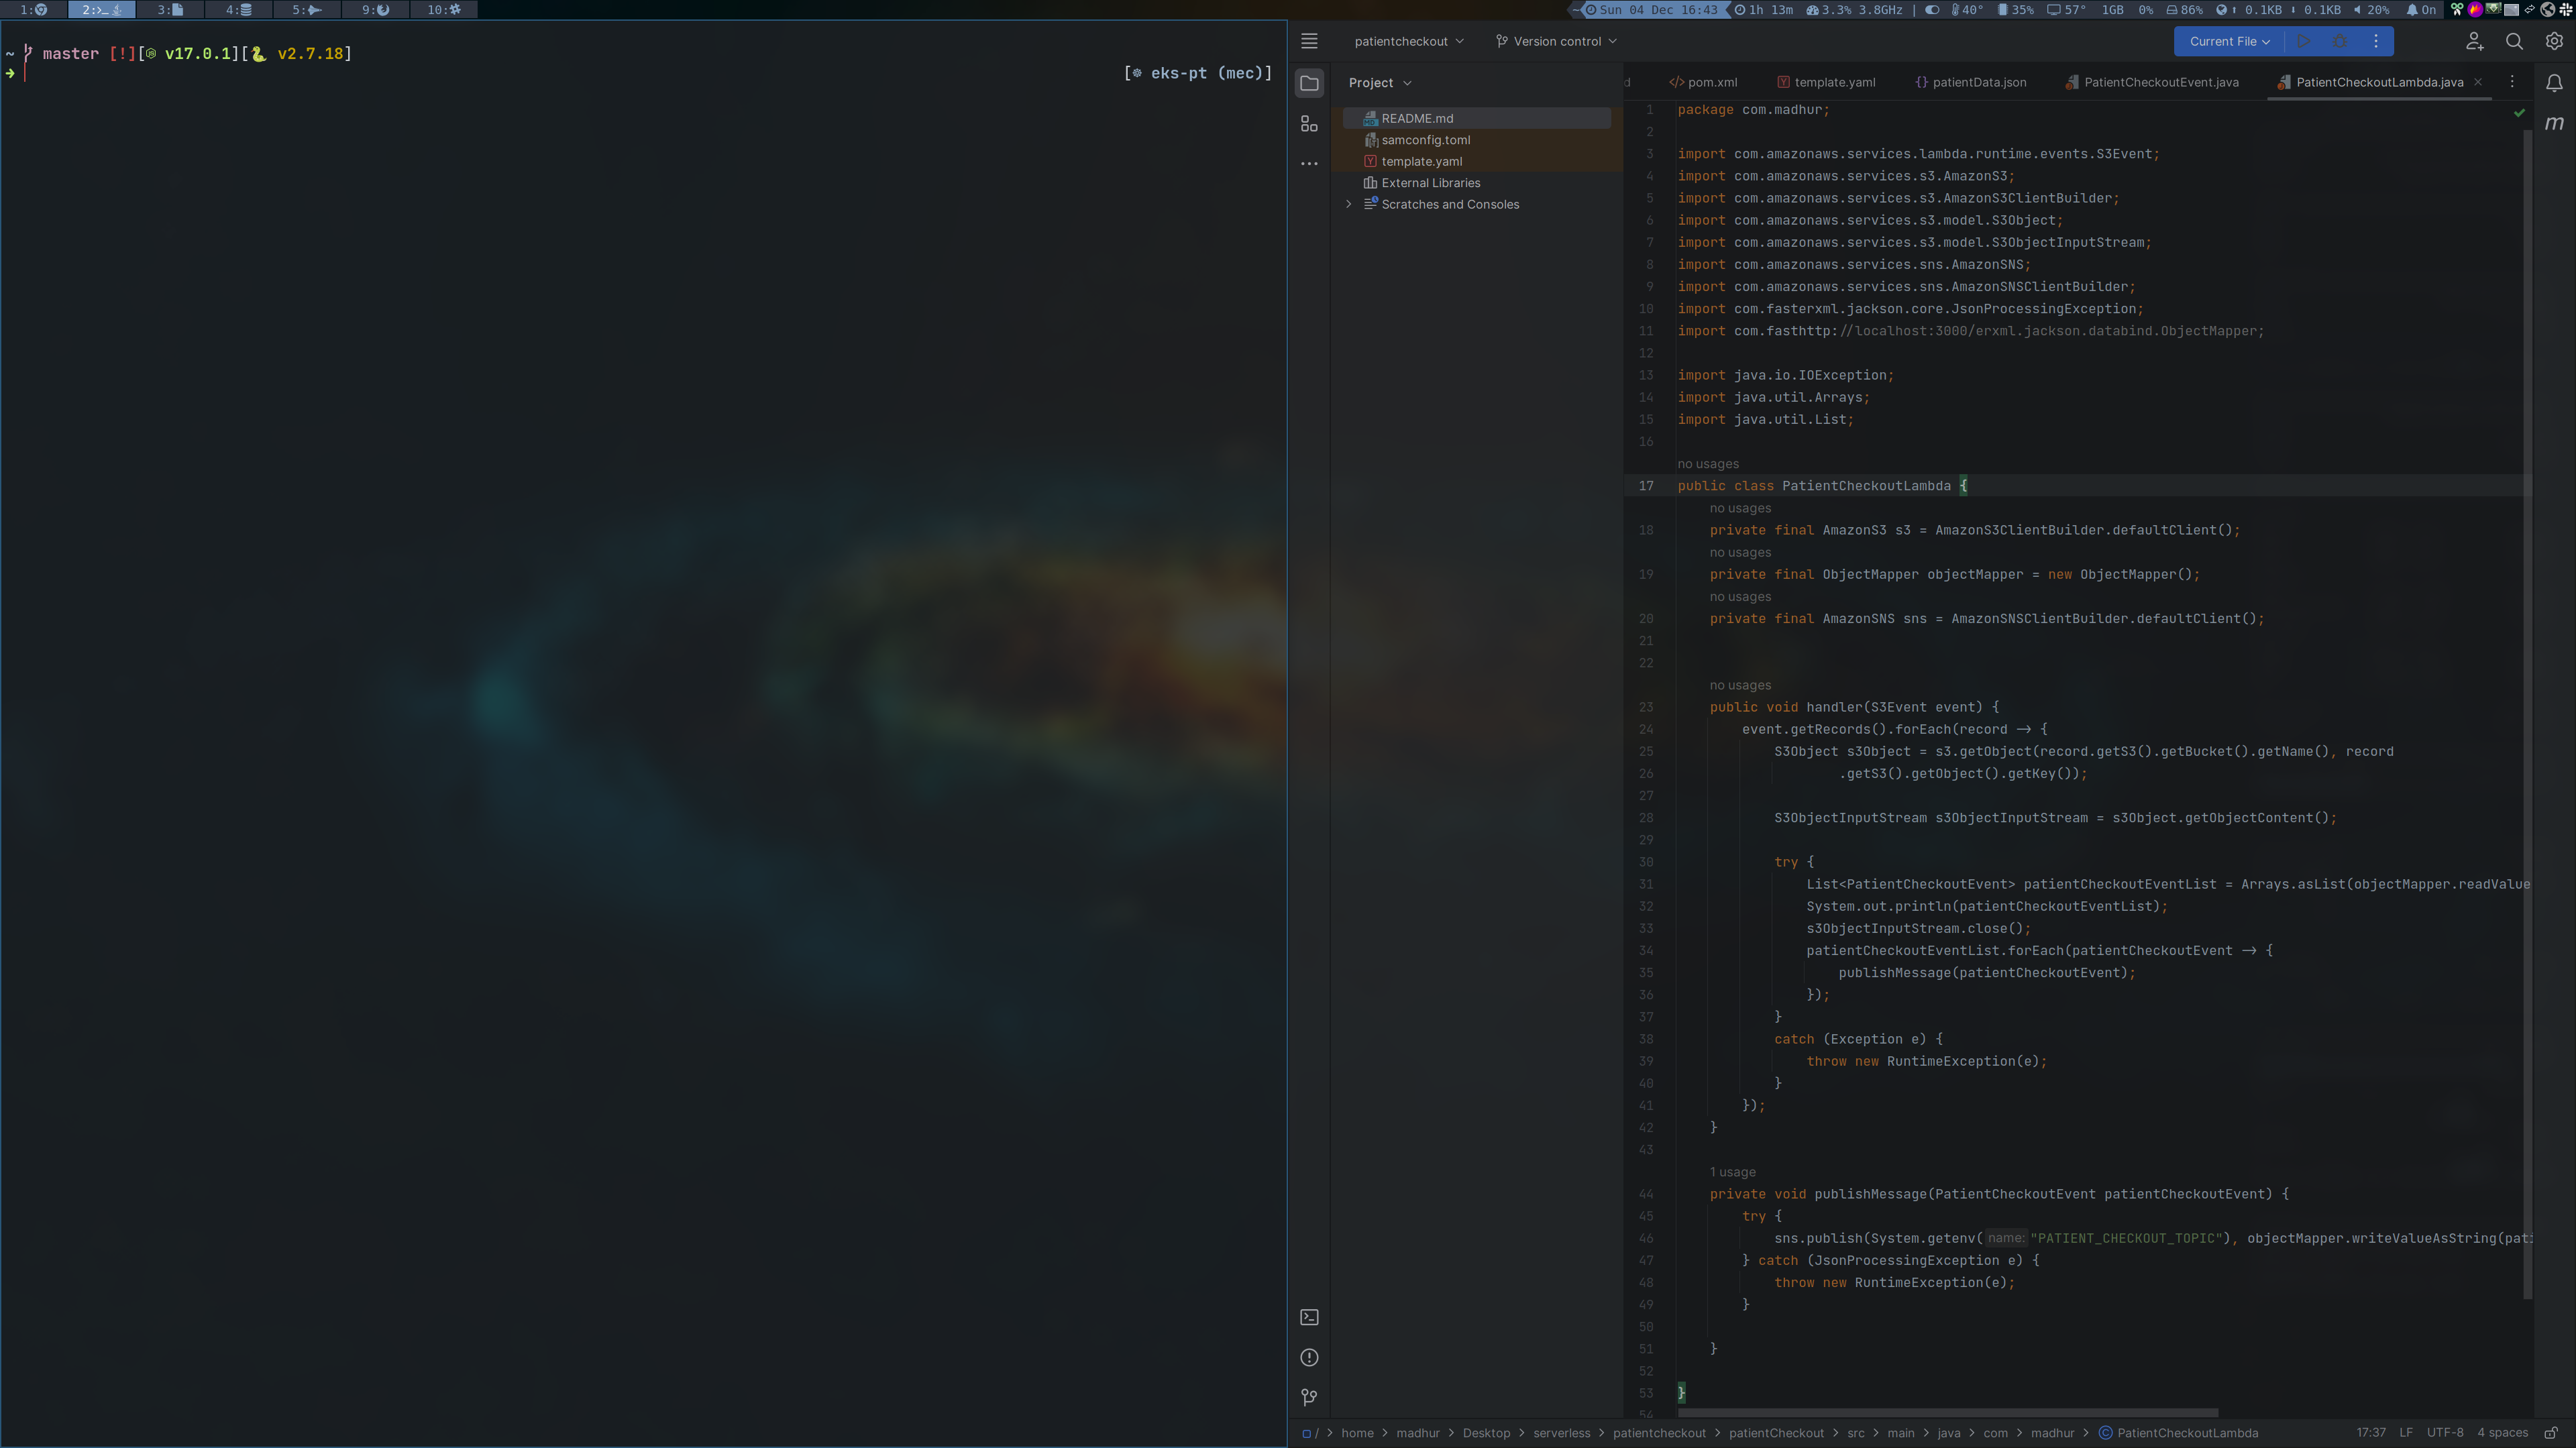 1: 2: 3: 4: 5: 9: 10:
~ Sun 04 Dec 16:43 1h 13m 3.3% 3.8GHz | 40° 35% 57° 1GB 0% 86% 0.1KB 0.1KB 20% On
~ master [!][ v17.0.1][ v2.7.18]
[ eks-pt (mec)]
patientcheckout Version control Current File
Project
README.md
samconfig.toml
template.yaml
External Libraries
Scratches and Consoles
d pom.xml template.yaml patientData.json PatientCheckoutEvent.java PatientCheckoutLambda.java
m
1 package com.madhur;
2
3 import com.amazonaws.services.lambda.runtime.events.S3Event;
4 import com.amazonaws.services.s3.AmazonS3;
5 import com.amazonaws.services.s3.AmazonS3ClientBuilder;
6 import com.amazonaws.services.s3.model.S3Object;
7 import com.amazonaws.services.s3.model.S3ObjectInputStream;
8 import com.amazonaws.services.sns.AmazonSNS;
9 import com.amazonaws.services.sns.AmazonSNSClientBuilder;
10 import com.fasterxml.jackson.core.JsonProcessingException;
11 import com.fasthttp://localhost:3000/erxml.jackson.databind.ObjectMapper;
12
13 import java.io.IOException;
14 import java.util.Arrays;
15 import java.util.List;
16
no usages
17 public class PatientCheckoutLambda {
no usages
18 private final AmazonS3 s3 = AmazonS3ClientBuilder.defaultClient();
no usages
19 private final ObjectMapper objectMapper = new ObjectMapper();
no usages
20 private final AmazonSNS sns = AmazonSNSClientBuilder.defaultClient();
21
22
no usages
23 public void handler(S3Event event) {
24 event.getRecords().forEach(record → {
25 S3Object s3Object = s3.getObject(record.getS3().getBucket().getName(), record
26 .getS3().getObject().getKey());
27
28 S3ObjectInputStream s3ObjectInputStream = s3Object.getObjectContent();
29
30 try {
31 List<PatientCheckoutEvent> patientCheckoutEventList = Arrays.asList(objectMapper.readValue
32 System.out.println(patientCheckoutEventList);
33 s3ObjectInputStream.close();
34 patientCheckoutEventList.forEach(patientCheckoutEvent → {
35 publishMessage(patientCheckoutEvent);
36 });
37 }
38 catch (Exception e) {
39 throw new RuntimeException(e);
40 }
41 });
42 }
43
1 usage
44 private void publishMessage(PatientCheckoutEvent patientCheckoutEvent) {
45 try {
46 sns.publish(System.getenv( name: "PATIENT_CHECKOUT_TOPIC"), objectMapper.writeValueAsString(pati
47 } catch (JsonProcessingException e) {
48 throw new RuntimeException(e);
49 }
50
51 }
52
53 }
54
/ > home > madhur > Desktop > serverless > patientcheckout > patientCheckout > src > main > java > com > madhur > PatientCheckoutLambda 17:37 LF UTF-8 4 spaces